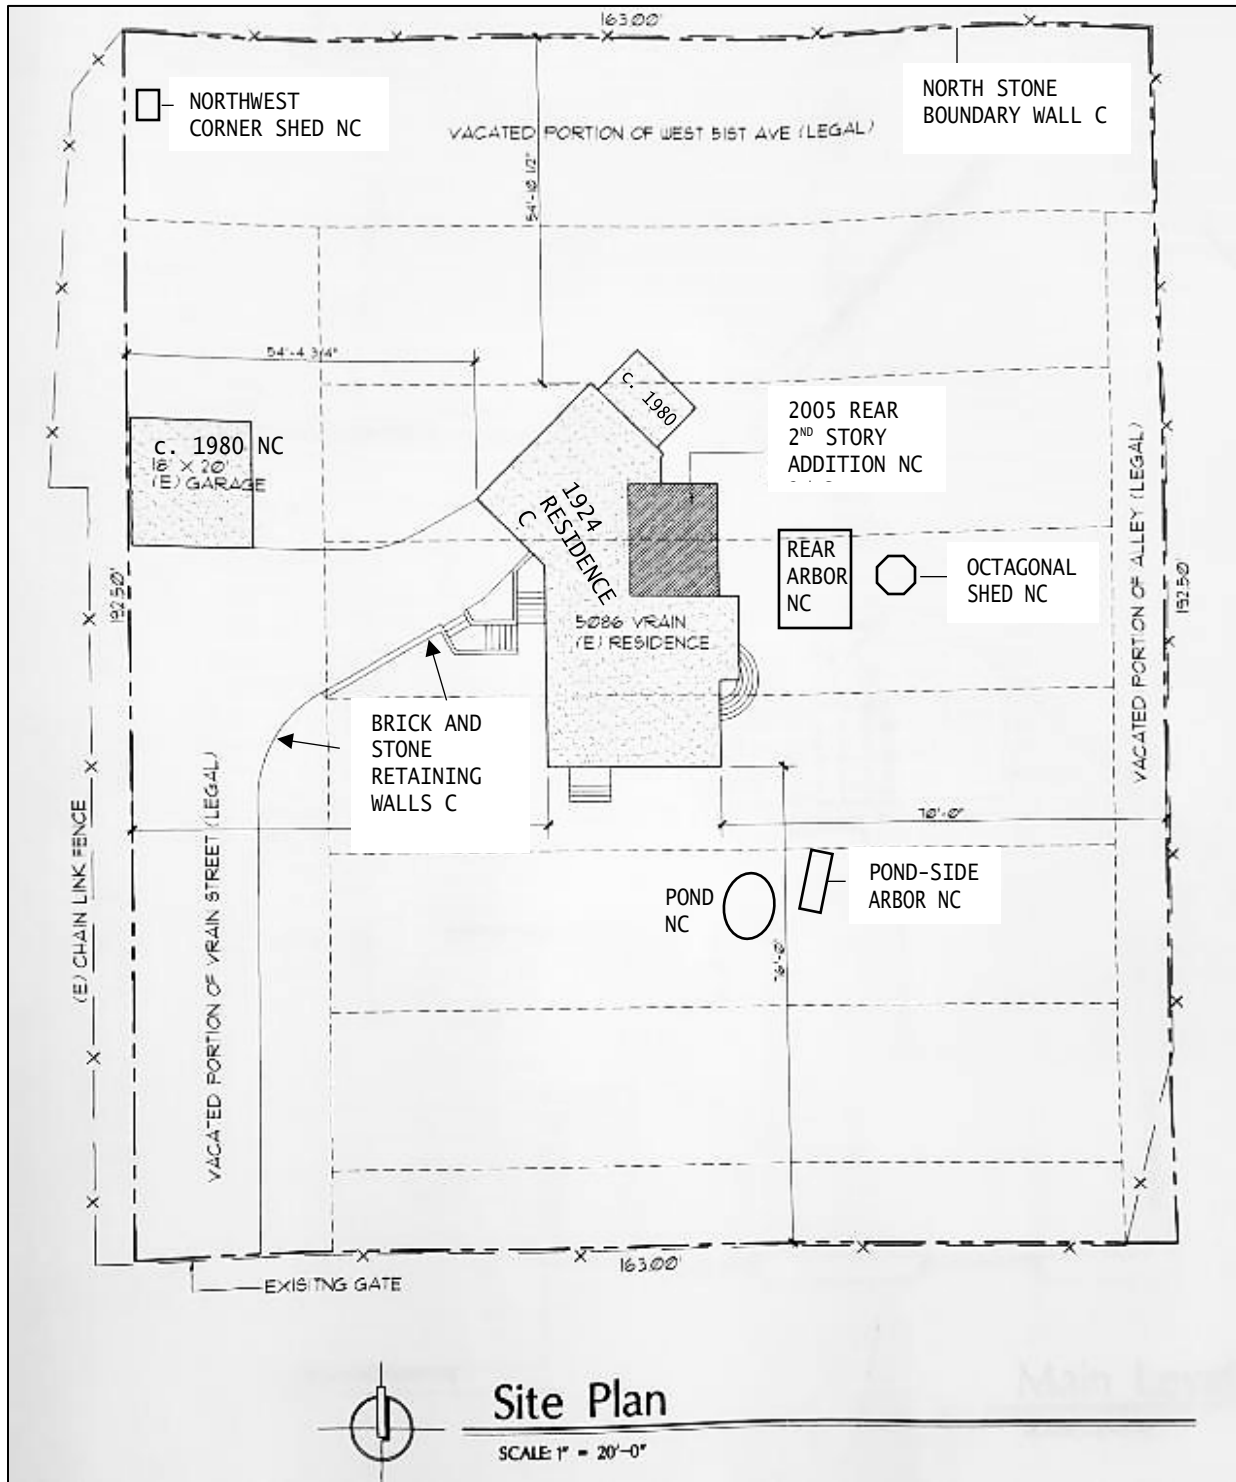 163.00'
NORTHWEST
CORNER SHED NC
NORTH STONE
BOUNDARY WALL C
VACATED PORTION OF WEST 51ST AVE (LEGAL)
54'-10 1/2"
54'-4 3/4"
c. 1980
2005 REAR
2ND STORY
ADDITION NC
c. 1980 NC
18' X 20'
(E) GARAGE
1924
RESIDENCE
C
REAR
ARBOR
NC
OCTAGONAL
SHED NC
5086 VRAIN
(E) RESIDENCE
192.50'
192.50'
VACATED PORTION OF ALLEY (LEGAL)
BRICK AND
STONE
RETAINING
WALLS C
70'-0"
(E) CHAIN LINK FENCE
VACATED PORTION OF VRAIN STREET (LEGAL)
POND
NC
POND-SIDE
ARBOR NC
76'-0"
163.00'
EXISITNG GATE
Site Plan
SCALE: 1" = 20'-0"
Main Level